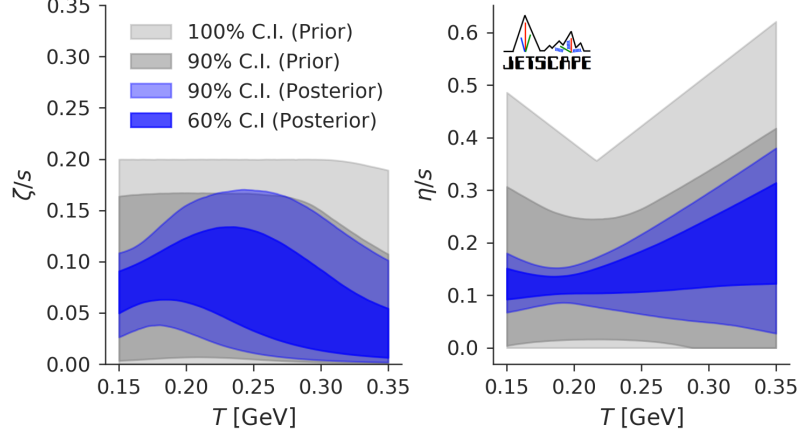 0.35
0.30
0.25
0.20
0.15
0.10
0.05
0.00
ζ/s
100% C.I. (Prior)
90% C.I. (Prior)
90% C.I. (Posterior)
60% C.I (Posterior)
0.15 0.20 0.25 0.30 0.35
T [GeV]
0.6
0.5
0.4
0.3
0.2
0.1
0.0
η/s
JETSCAPE
0.15 0.20 0.25 0.30 0.35
T [GeV]